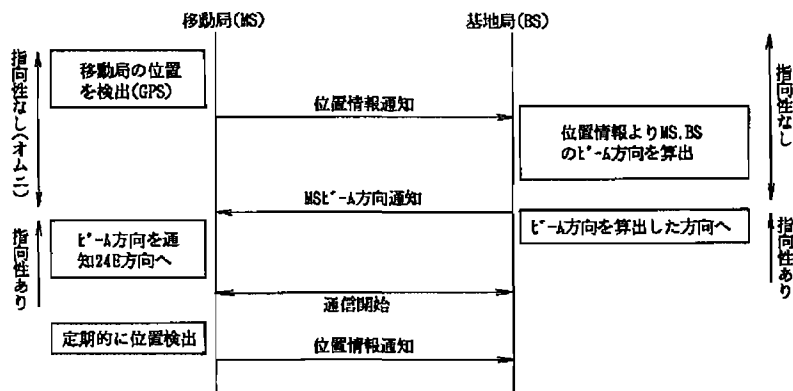 移動局(MS)
基地局(BS)
指向性なし(オムニ)
移動局の位置
を検出(GPS)
位置情報通知
指向性なし
位置情報よりMS.BS
のビーム方向を算出
MSビーム方向通知
ビーム方向を算出した方向へ
指向性あり
ビーム方向を通
知124E方向へ
指向性あり
通信開始
定期的に位置検出
位置情報通知